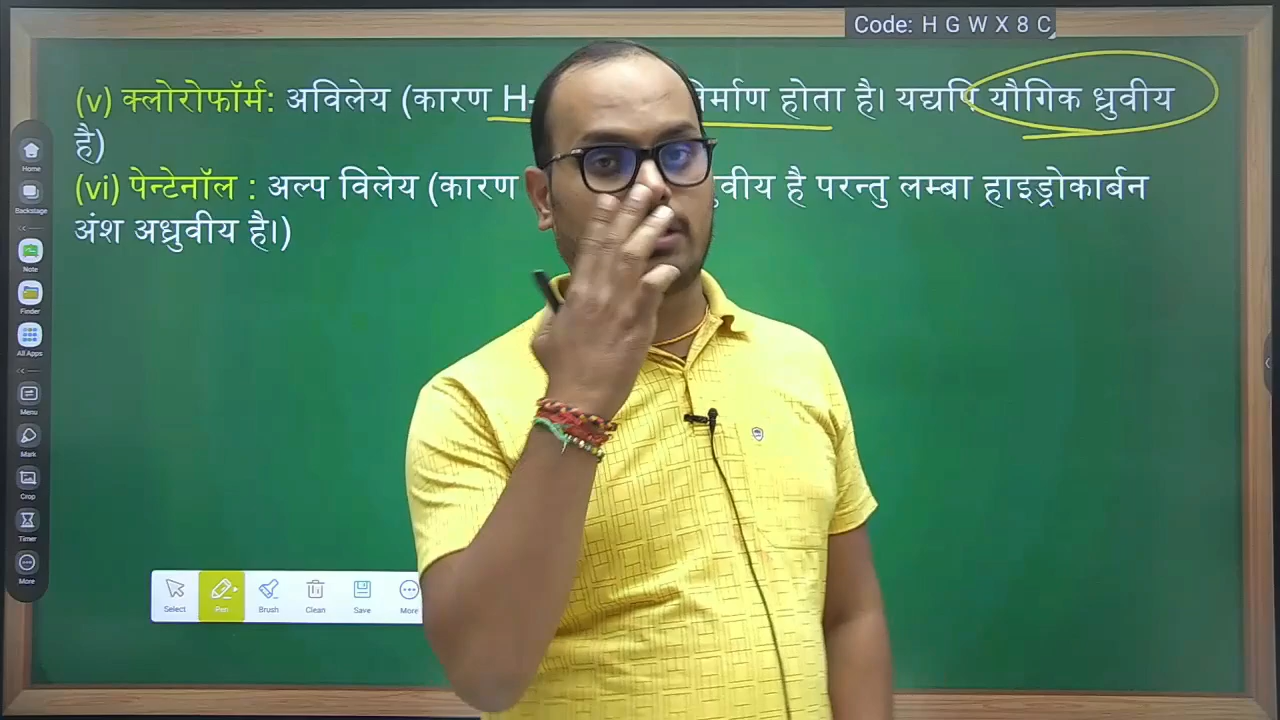 Code: H G W X 8 C
(v) क्लोरोफॉर्म: अविलेय (कारण H- र्माण होता है। यद्यपि यौगिक ध्रुवीय
है)
(vi) पेन्टेनॉल : अल्प विलेय (कारण वीय है परन्तु लम्बा हाइड्रोकार्बन
अंश अध्रुवीय है।)
Home
Backstage
Note
Finder
All Apps
Menu
Mark
Crop
Timer
More
Select Pen Brush Clean Save More